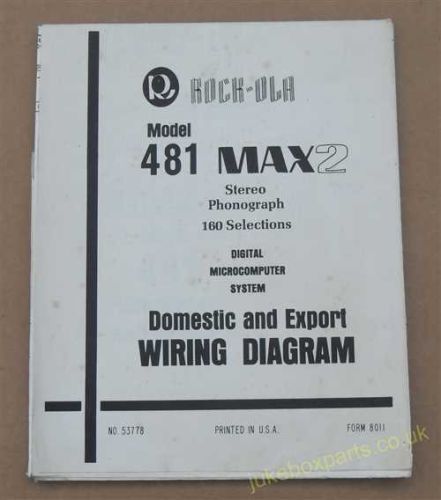 R ROCK-OLA
Model
481 MAX2
Stereo
Phonograph
160 Selections
DIGITAL
MICROCOMPUTER
SYSTEM
Domestic and Export
WIRING DIAGRAM
NO. 53778 PRINTED IN U.S.A. FORM 8011
jukeboxparts.co.uk